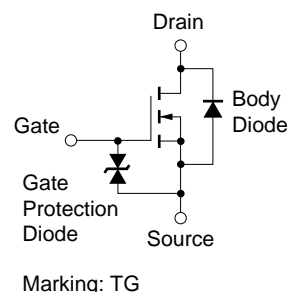 Drain
Body
Diode
Gate
Gate
Protection
Diode
Source
Marking: TG